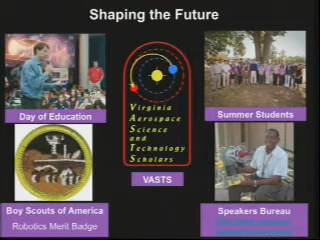 Shaping the Future
Day of Education
Virginia
Aerospace
Science
and
Technology
Scholars
VASTS
Summer Students
Boy Scouts of America
Robotics Merit Badge
Speakers Bureau